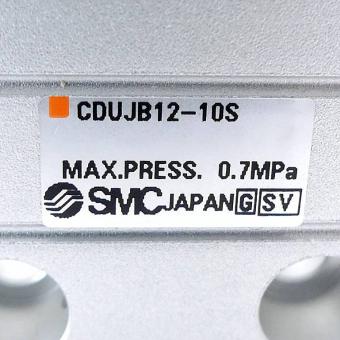 CDUJB12-10S
MAX.PRESS. 0.7MPa
SMC JAPAN G SV